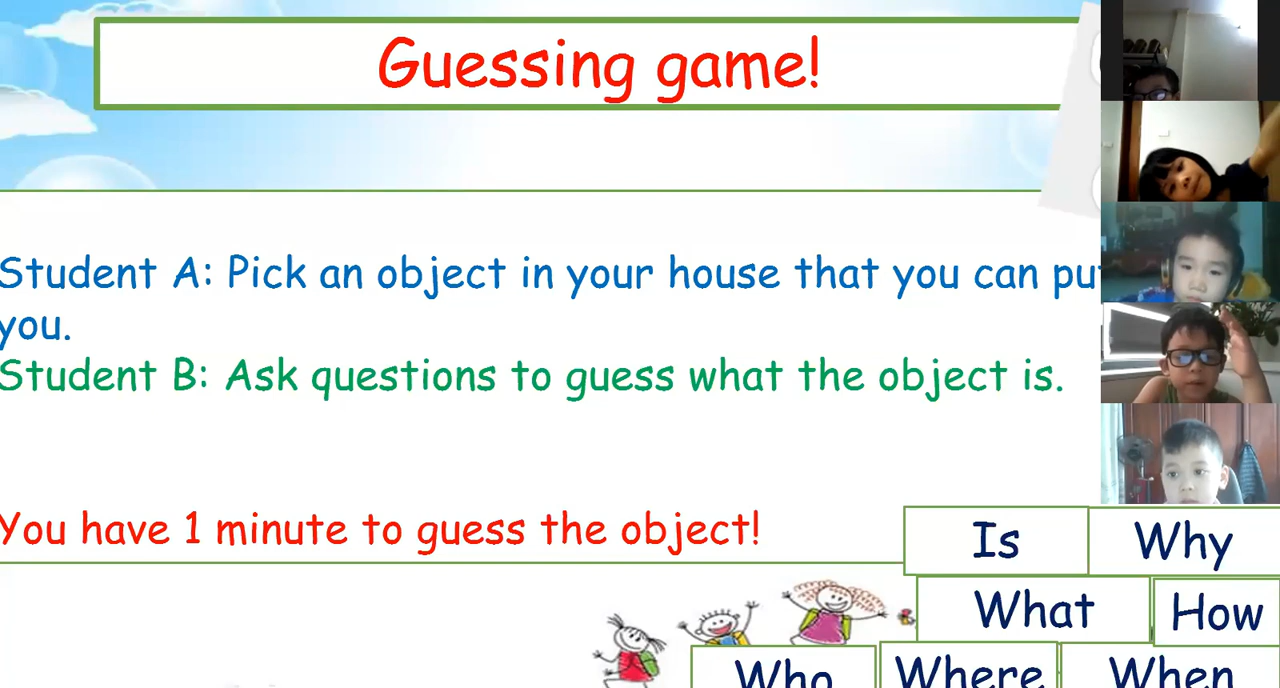 Guessing game!
Student A: Pick an object in your house that you can pu
you.
Student B: Ask questions to guess what the object is.
You have 1 minute to guess the object!
Is
Why
What
How
Who
Where
When